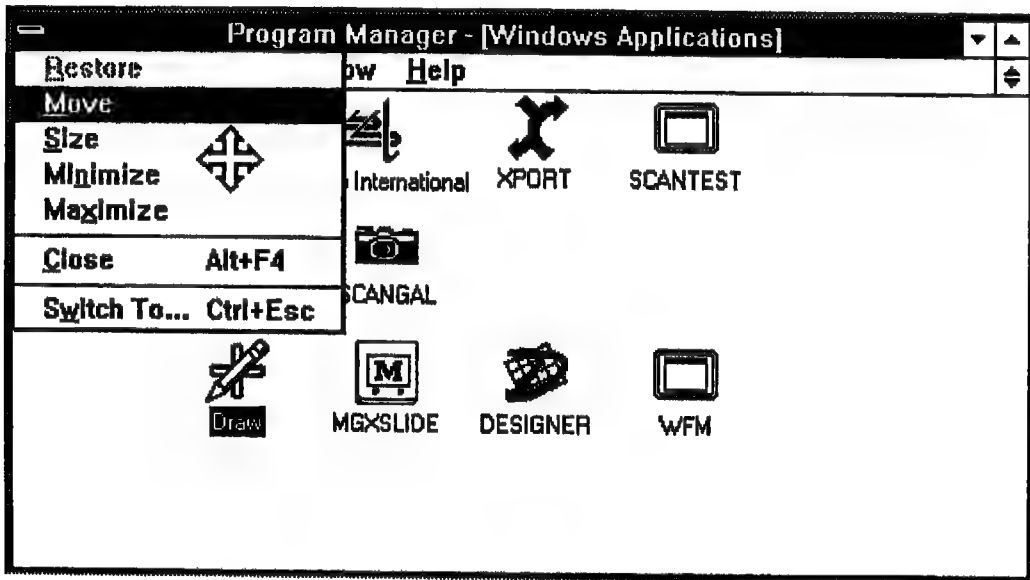 Program Manager - [Windows Applications]
Restore
ow Help
Move
Size
Minimize
Maximize
International
XPORT
SCANTEST
Close Alt+F4
SCANGAL
Switch To... Ctrl+Esc
M
Draw
MGXSLIDE
DESIGNER
WFM